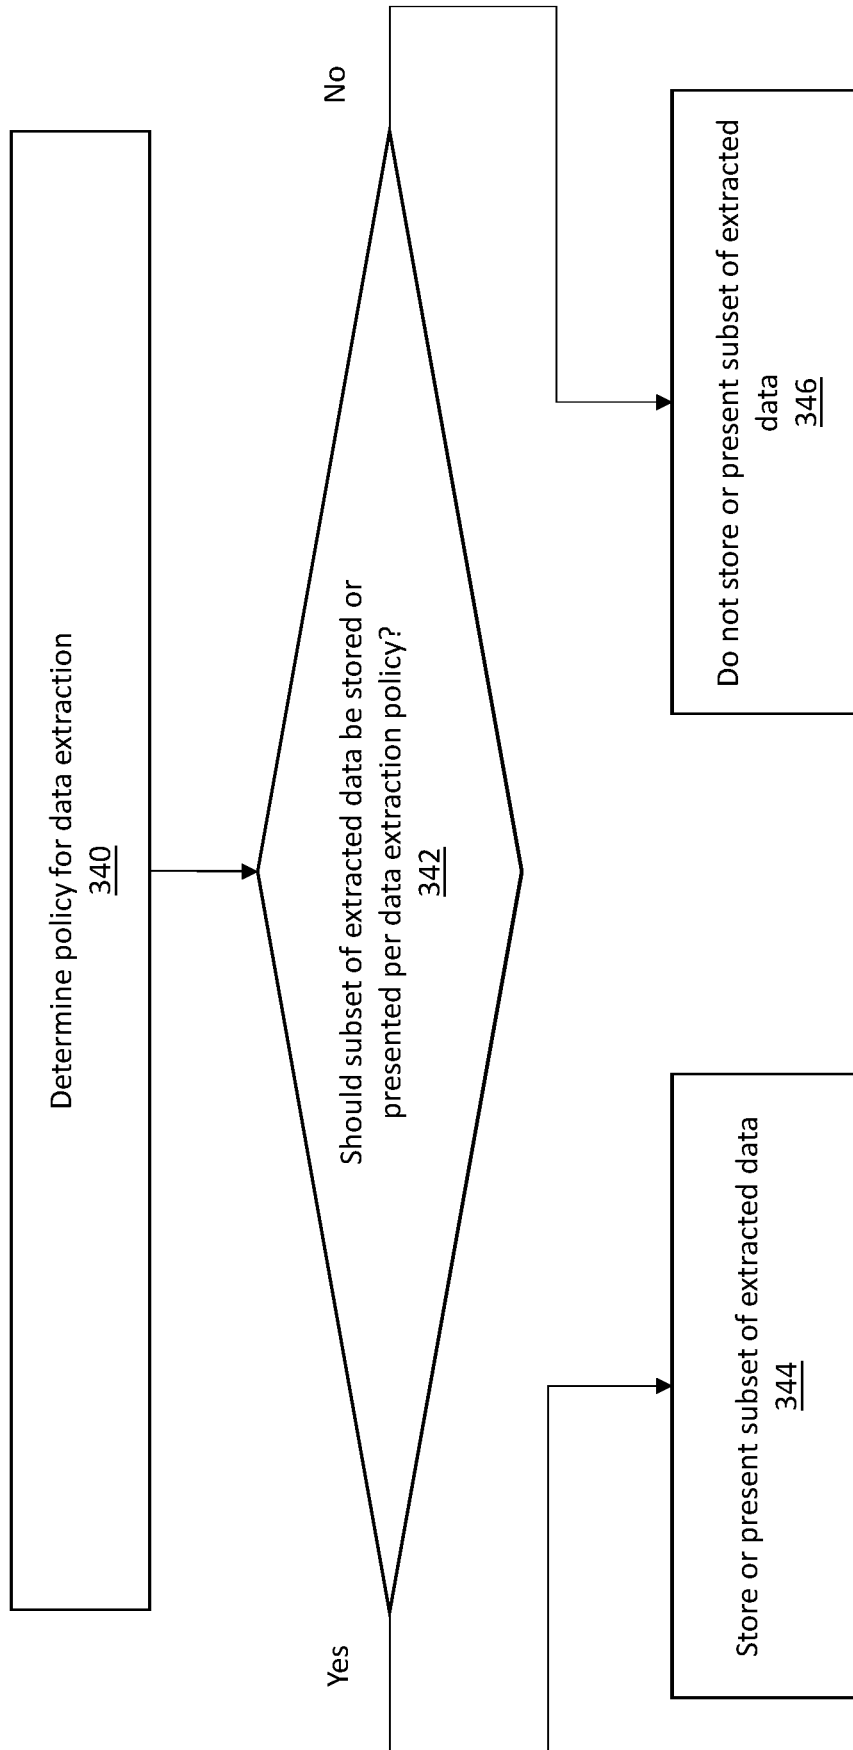 Determine policy for data extraction
340
Should subset of extracted data be stored or
presented per data extraction policy?
342
Yes
No
Store or present subset of extracted data
344
Do not store or present subset of extracted
data
346